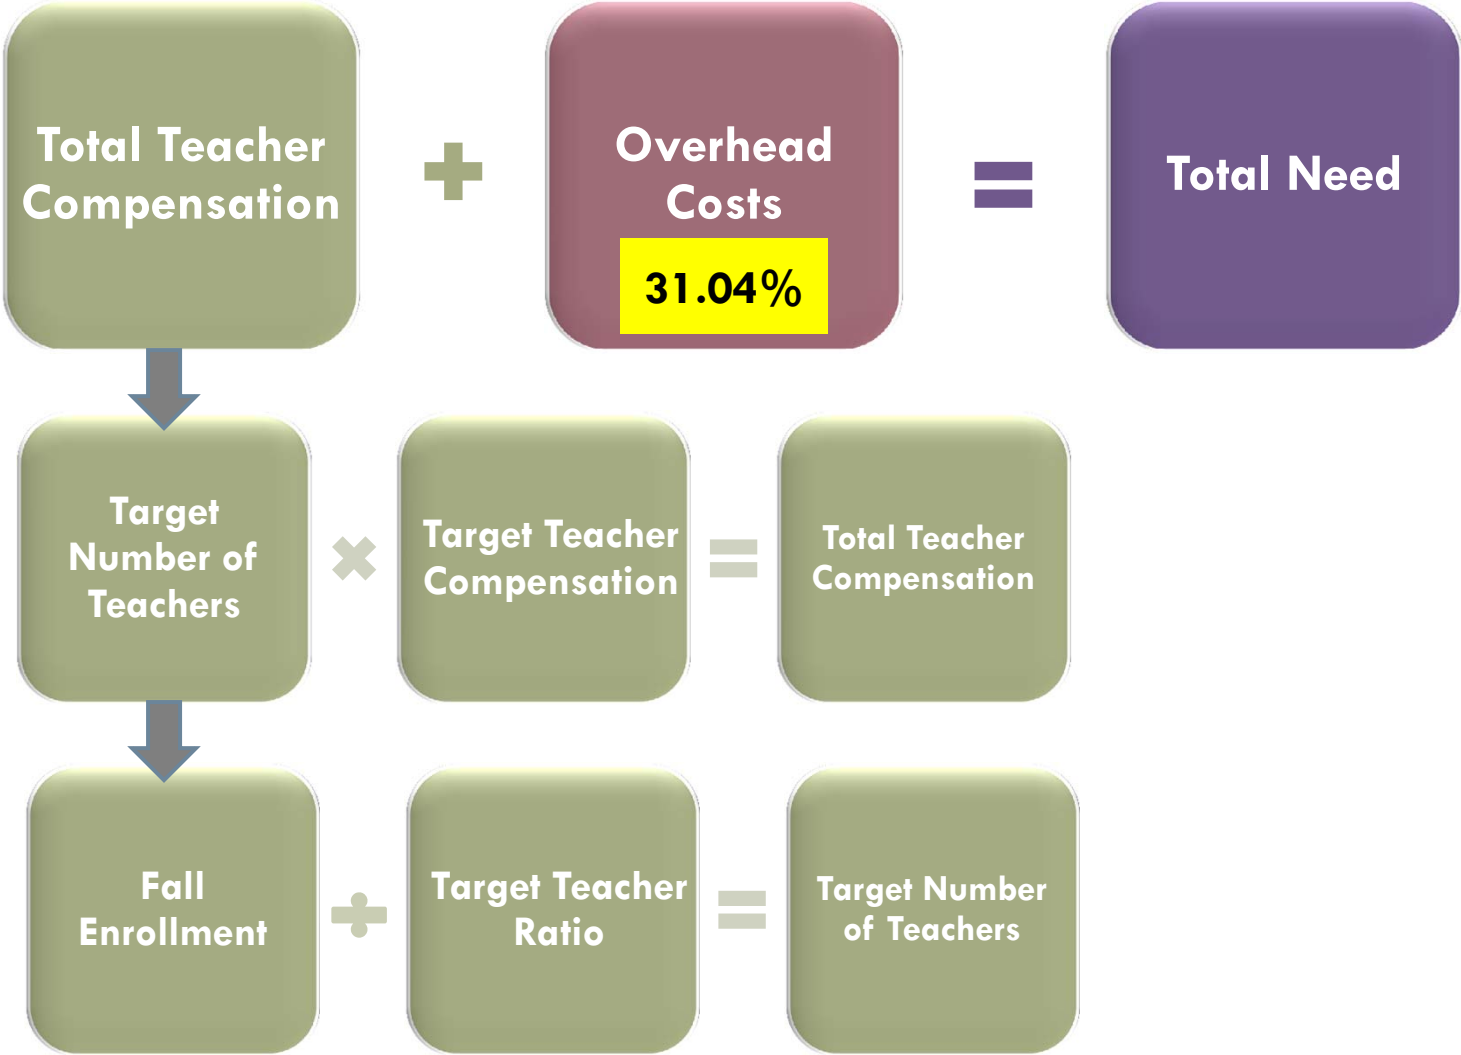 Total Teacher
Compensation
Overhead
Costs
31.04%
Total Need
Target
Number of
Teachers
Target Teacher
Compensation
Total Teacher
Compensation
Fall
Enrollment
Target Teacher
Ratio
Target Number
of Teachers